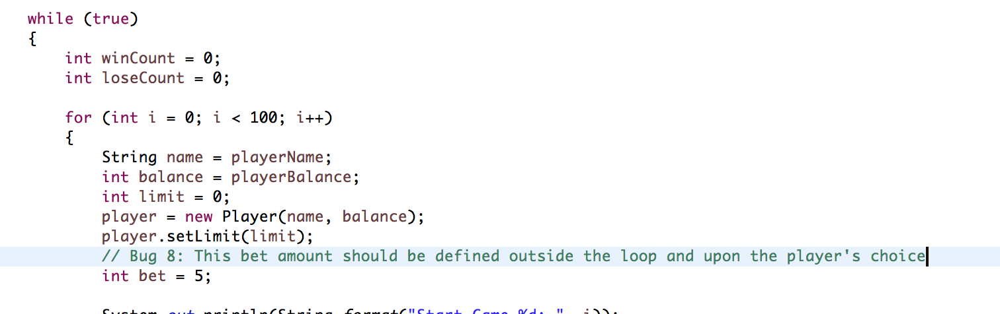 while (true)
{
int winCount = 0;
int loseCount = 0;
for (int i = 0; i < 100; i++)
{
String name = playerName;
int balance = playerBalance;
int limit = 0;
player = new Player(name, balance);
player.setLimit(limit);
// Bug 8: This bet amount should be defined outside the loop and upon the player's choice
int bet = 5;
System.out.println(String.format("Start Game %d: ", i));